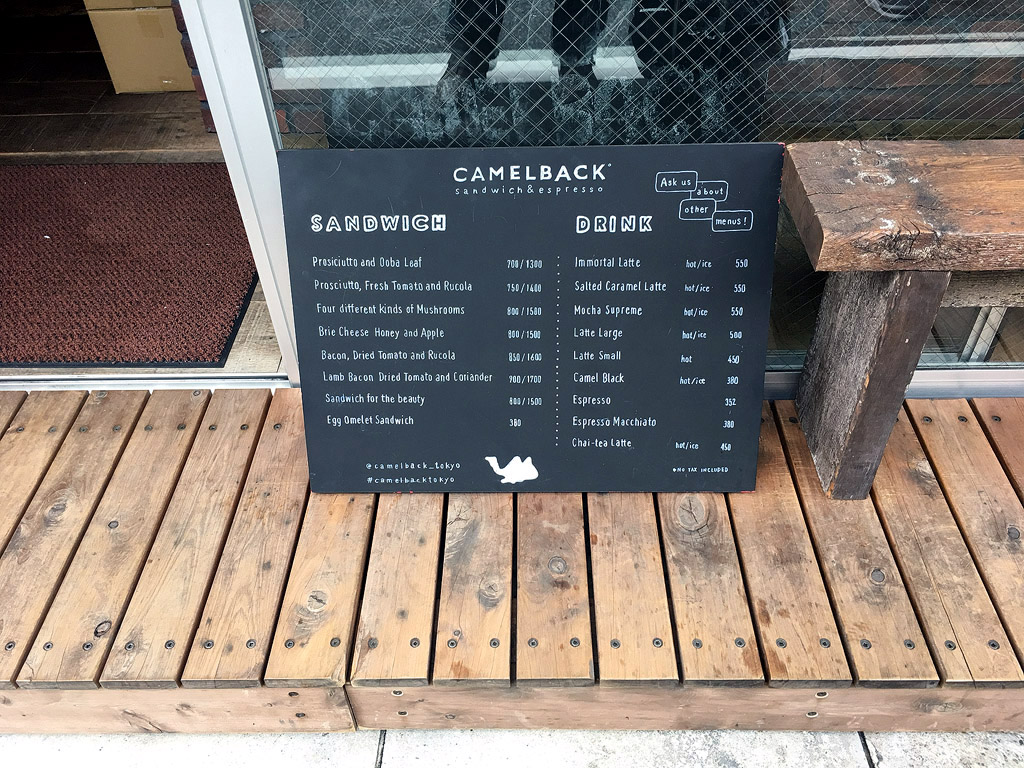 CAMELBACK
sandwich&espresso
Ask us
about
other
menus!
SANDWICH
Prosiciutto and Ooba Leaf 700/1300
Prosciutto, Fresh Tomato and Rucola 750/1400
Four different kinds of Mushrooms 800/1500
Brie Cheese Honey and Apple 800/1500
Bacon, Dried Tomato and Rucola 850/1600
Lamb Bacon Dried Tomato and Coriander 900/1700
Sandwich for the beauty 800/1500
Egg Omelet Sandwich 380
@camelback_tokyo
#camelbacktokyo
DRINK
Immortal Latte hot/ice 550
Salted Caramel Latte hot/ice 550
Mocha Supreme hot/ice 550
Latte Large hot/ice 500
Latte Small hot 450
Camel Black hot/ice 380
Espresso 352
Espresso Macchiato 380
Chai-tea Latte hot/ice 450
*NO TAX INCLUDED